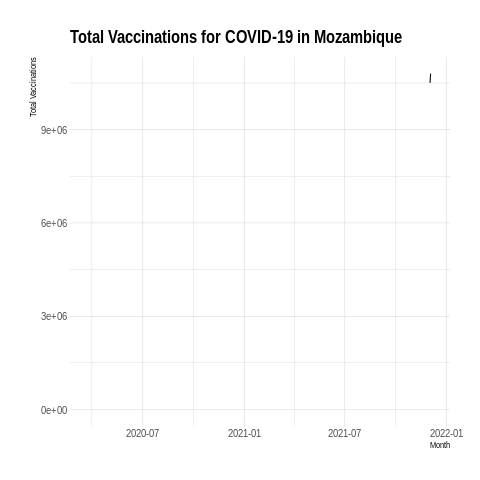 Total Vaccinations for COVID-19 in Mozambique
Total Vaccinations
9e+06
6e+06
3e+06
0e+00
2020-07 2021-01 2021-07 2022-01
Month